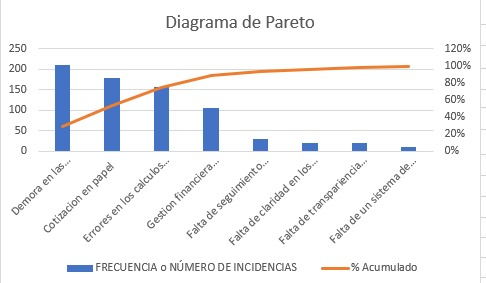 Diagrama de Pareto
250
200
150
100
50
0
120%
100%
80%
60%
40%
20%
0%
Demora en las...
Cotizacion en papel
Errores en los calculos...
Gestion financiera...
Falta de seguimiento...
Falta de claridad en los...
Falta de transpariencia...
Falta de un sistema de...
FRECUENCIA o NÚMERO DE INCIDENCIAS
% Acumulado